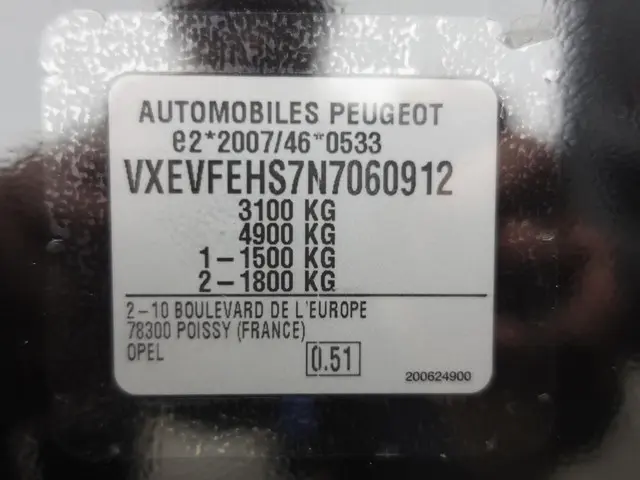 AUTOMOBILES PEUGEOT
e2*2007/46*0533
VXEVFEHS7N7060912
3100 KG
4900 KG
1-1500 KG
2-1800 KG
2-10 BOULEVARD DE L'EUROPE
78300 POISSY (FRANCE)
OPEL
0.51
200624900